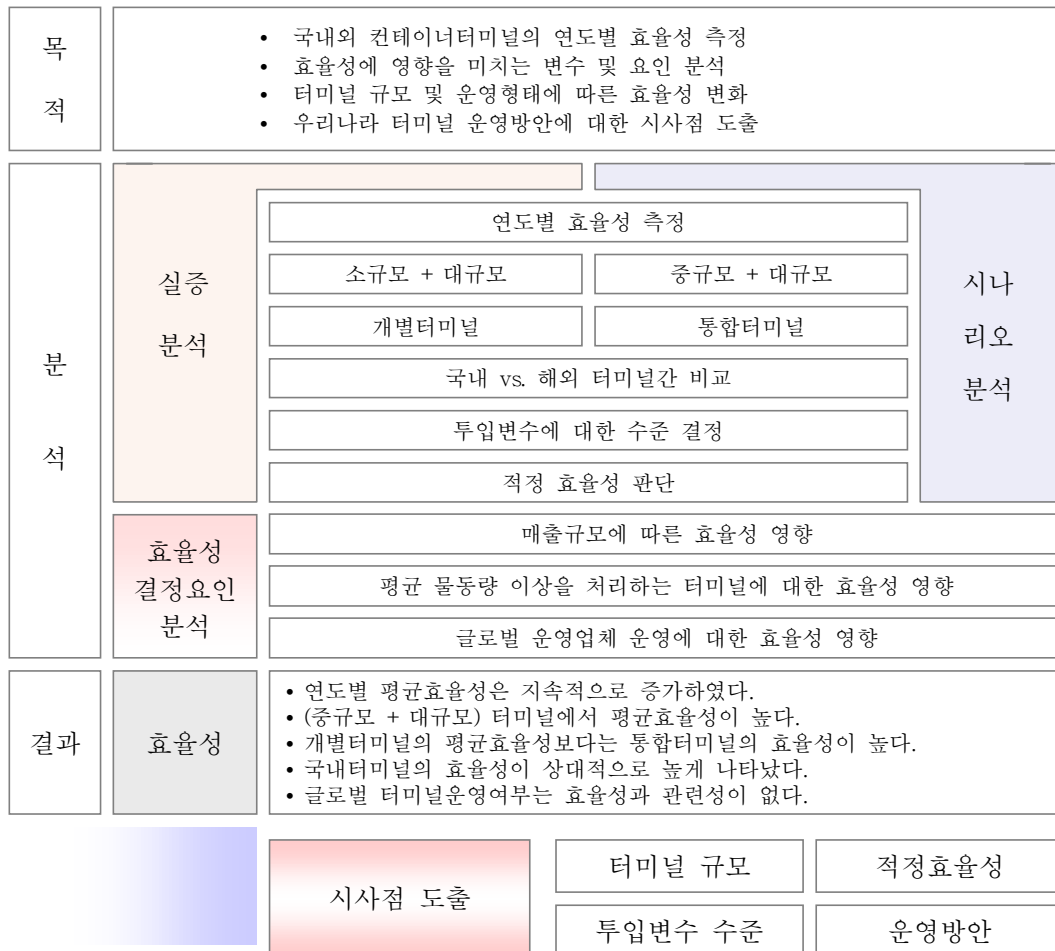 목
적
• 국내외 컨테이너터미널의 연도별 효율성 측정
• 효율성에 영향을 미치는 변수 및 요인 분석
• 터미널 규모 및 운영형태에 따른 효율성 변화
• 우리나라 터미널 운영방안에 대한 시사점 도출
분
석
실증
분석
연도별 효율성 측정
소규모 + 대규모
중규모 + 대규모
개별터미널
통합터미널
국내 vs. 해외 터미널간 비교
투입변수에 대한 수준 결정
적정 효율성 판단
시나
리오
분석
효율성
결정요인
분석
매출규모에 따른 효율성 영향
평균 물동량 이상을 처리하는 터미널에 대한 효율성 영향
글로벌 운영업체 운영에 대한 효율성 영향
결과
효율성
• 연도별 평균효율성은 지속적으로 증가하였다.
• (중규모 + 대규모) 터미널에서 평균효율성이 높다.
• 개별터미널의 평균효율성보다는 통합터미널의 효율성이 높다.
• 국내터미널의 효율성이 상대적으로 높게 나타났다.
• 글로벌 터미널운영여부는 효율성과 관련성이 없다.
시사점 도출
터미널 규모
적정효율성
투입변수 수준
운영방안